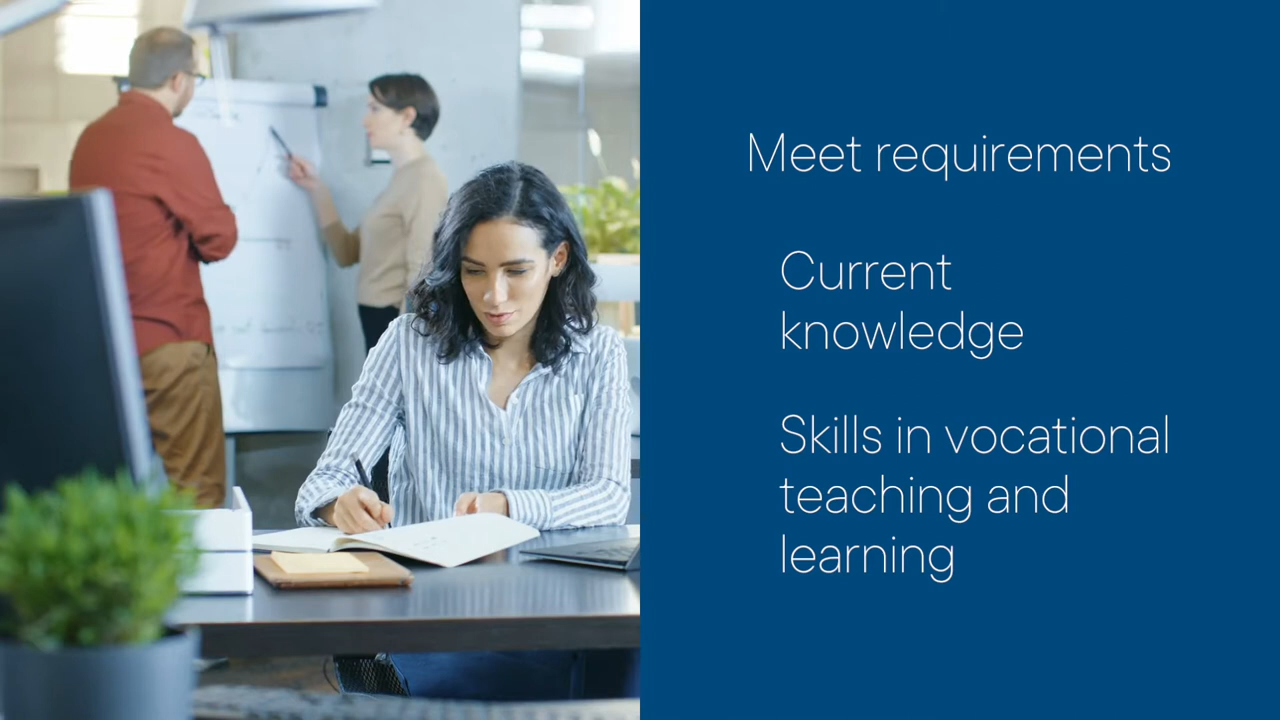 Meet requirements
Current
knowledge
Skills in vocational
teaching and
learning